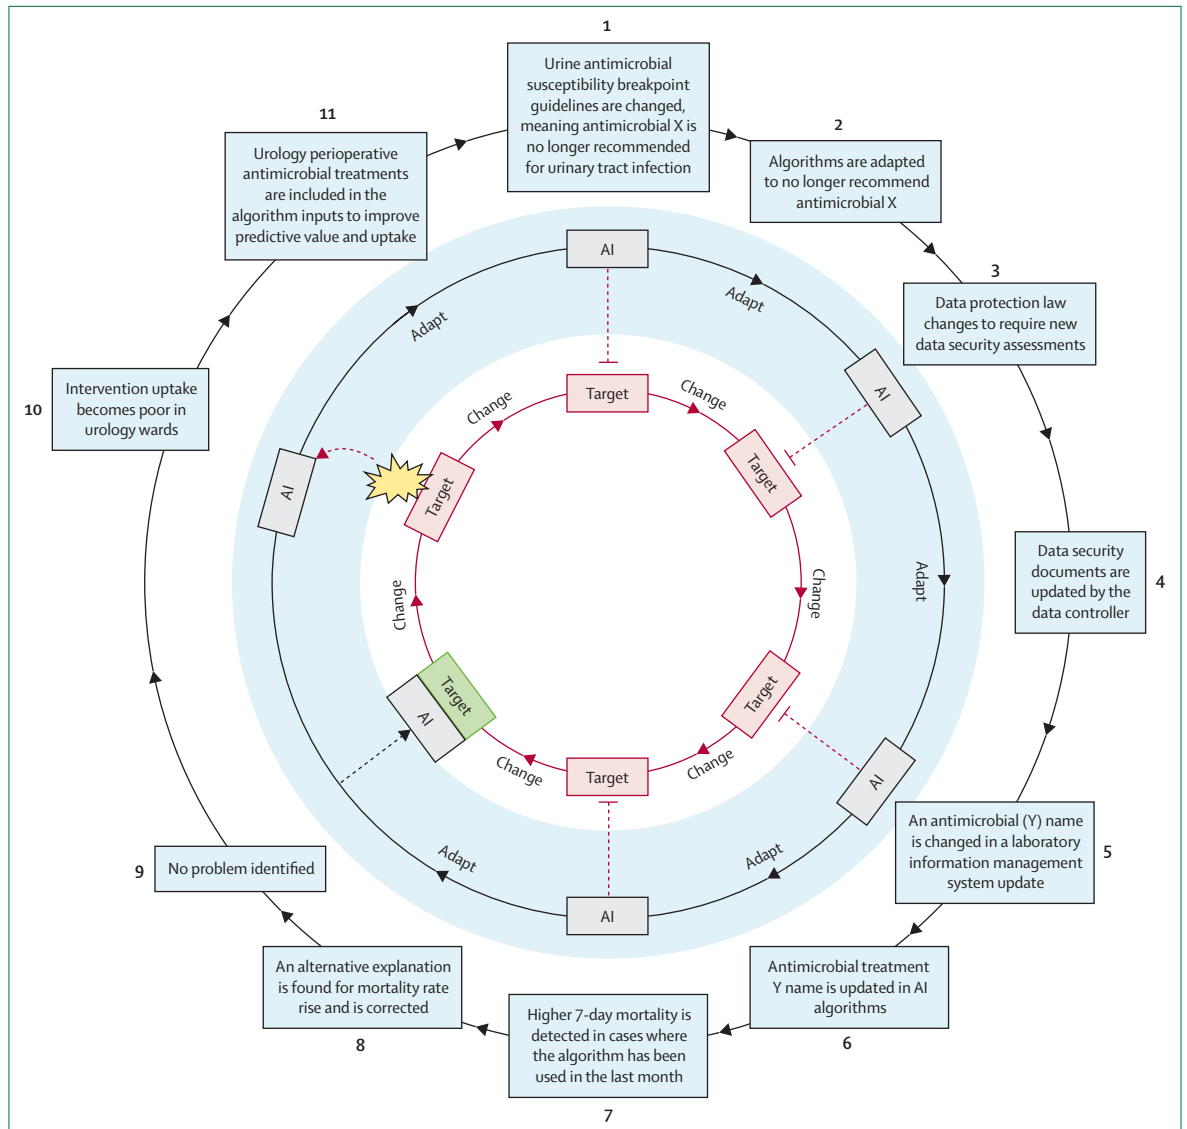 1
Urine antimicrobial
susceptibility breakpoint
guidelines are changed,
meaning antimicrobial X is
no longer recommended
for urinary tract infection
2
Algorithms are adapted
to no longer recommend
antimicrobial X
3
Data protection law
changes to require new
data security assessments
4
Data security
documents are
updated by the
data controller
5
An antimicrobial (Y) name
is changed in a laboratory
information management
system update
6
Antimicrobial treatment
Y name is updated in AI
algorithms
7
Higher 7-day mortality is
detected in cases where
the algorithm has been
used in the last month
8
An alternative explanation
is found for mortality rate
rise and is corrected
9
No problem identified
10
Intervention uptake
becomes poor in
urology wards
11
Urology perioperative
antimicrobial treatments
are included in the
algorithm inputs to improve
predictive value and uptake
AI
Adapt
AI
Adapt
AI
Adapt
AI
Adapt
AI
AI
Adapt
Target
Change
Target
Change
Target
Change
Target
Change
Target
Change
Target
Change